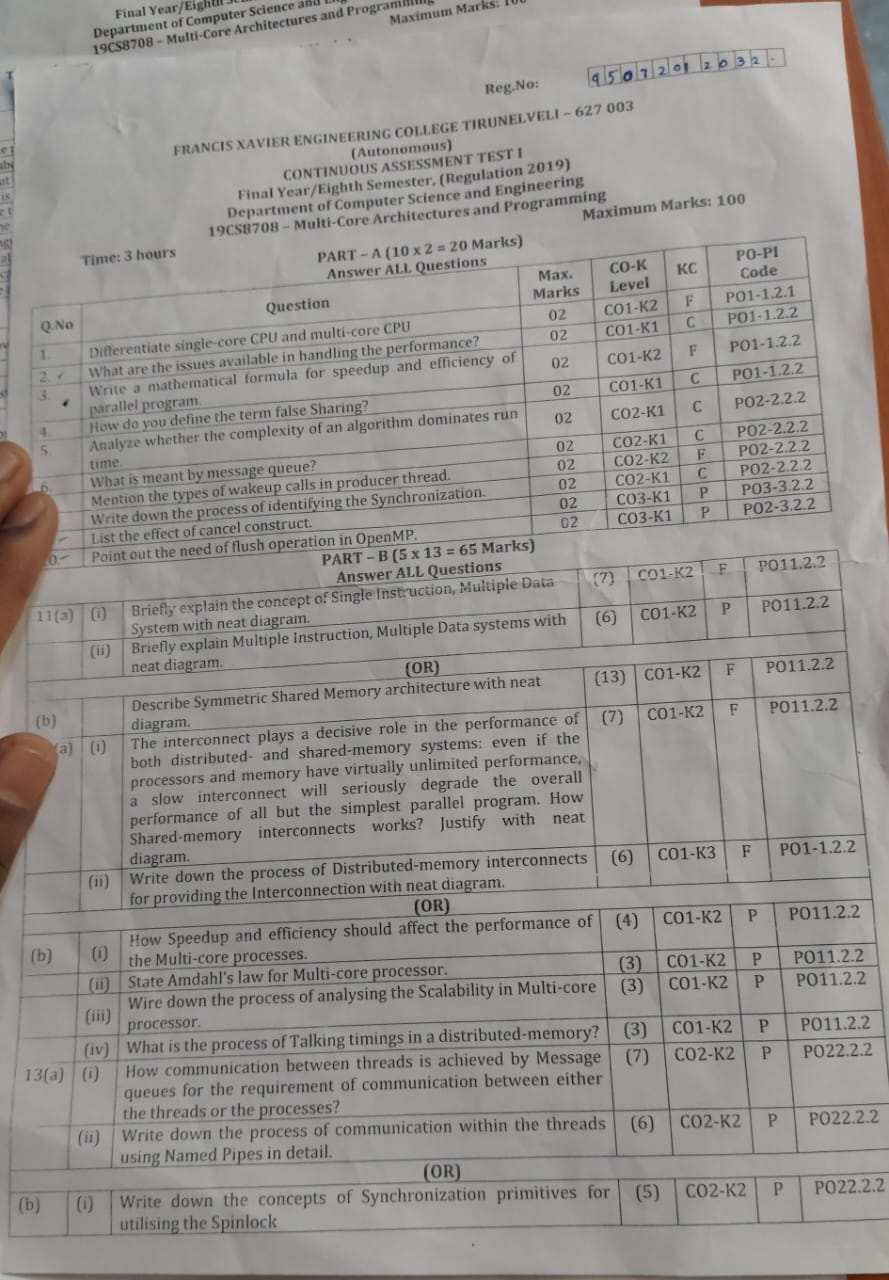 Final Year/Eighth
Department of Computer Science and
19CS8708 - Multi-Core Architectures and Programming
Maximum Marks: 100
Reg.No: 95072012032
FRANCIS XAVIER ENGINEERING COLLEGE TIRUNELVELI - 627 003
(Autonomous)
CONTINUOUS ASSESSMENT TEST I
Final Year/Eighth Semester, (Regulation 2019)
Department of Computer Science and Engineering
19CS8708 - Multi-Core Architectures and Programming
Time: 3 hours Maximum Marks: 100
PART - A (10 x 2 = 20 Marks)
Answer ALL Questions
Q.No Question Max. Marks CO-K Level KC PO-PI Code
1. Differentiate single-core CPU and multi-core CPU 02 CO1-K2 F PO1-1.2.1
2. What are the issues available in handling the performance? 02 CO1-K1 C PO1-1.2.2
3. Write a mathematical formula for speedup and efficiency of 02 CO1-K2 F PO1-1.2.2
parallel program.
4. How do you define the term false Sharing? 02 CO1-K1 C PO1-1.2.2
5. Analyze whether the complexity of an algorithm dominates run 02 CO2-K1 C PO2-2.2.2
time.
6. What is meant by message queue? 02 CO2-K1 C PO2-2.2.2
Mention the types of wakeup calls in producer thread. 02 CO2-K2 F PO2-2.2.2
Write down the process of identifying the Synchronization. 02 CO2-K1 C PO2-2.2.2
List the effect of cancel construct. 02 CO3-K1 P PO3-3.2.2
0. Point out the need of flush operation in OpenMP. 02 CO3-K1 P PO2-3.2.2
PART - B (5 x 13 = 65 Marks)
Answer ALL Questions
11(a) (i) Briefly explain the concept of Single Instruction, Multiple Data (7) CO1-K2 F PO11.2.2
System with neat diagram.
(ii) Briefly explain Multiple Instruction, Multiple Data systems with (6) CO1-K2 P PO11.2.2
neat diagram.
(OR)
(b) Describe Symmetric Shared Memory architecture with neat (13) CO1-K2 F PO11.2.2
diagram.
a) (i) The interconnect plays a decisive role in the performance of (7) CO1-K2 F PO11.2.2
both distributed- and shared-memory systems: even if the
processors and memory have virtually unlimited performance,
a slow interconnect will seriously degrade the overall
performance of all but the simplest parallel program. How
Shared-memory interconnects works? Justify with neat
diagram.
(ii) Write down the process of Distributed-memory interconnects (6) CO1-K3 F PO1-1.2.2
for providing the Interconnection with neat diagram.
(OR)
(b) (i) How Speedup and efficiency should affect the performance of (4) CO1-K2 P PO11.2.2
the Multi-core processes.
(ii) State Amdahl's law for Multi-core processor. (3) CO1-K2 P PO11.2.2
(iii) Wire down the process of analysing the Scalability in Multi-core (3) CO1-K2 P PO11.2.2
processor.
(iv) What is the process of Talking timings in a distributed-memory? (3) CO1-K2 P PO11.2.2
13(a) (i) How communication between threads is achieved by Message (7) CO2-K2 P PO22.2.2
queues for the requirement of communication between either
the threads or the processes?
(ii) Write down the process of communication within the threads (6) CO2-K2 P PO22.2.2
using Named Pipes in detail.
(OR)
(b) (i) Write down the concepts of Synchronization primitives for (5) CO2-K2 P PO22.2.2
utilising the Spinlock